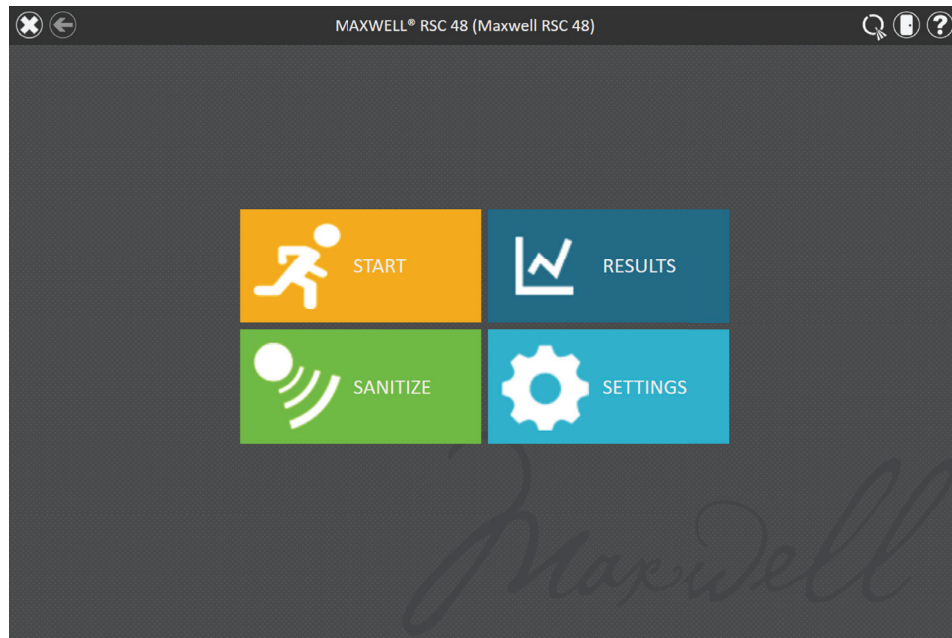 MAXWELL® RSC 48 (Maxwell RSC 48)
START
RESULTS
SANITIZE
SETTINGS
Maxwell